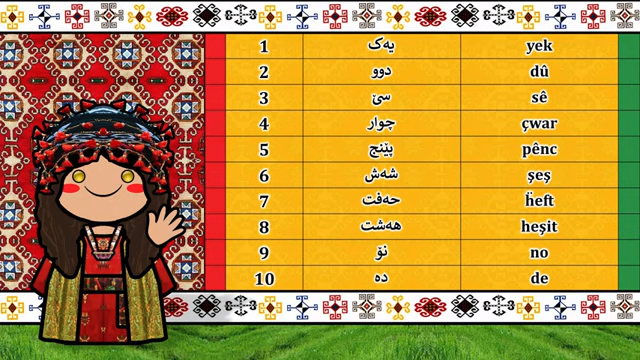 1 یەک yek
2 دوو dû
3 سێ sê
4 چوار çwar
5 پێنج pênc
6 شەش şeş
7 حەفت ḧeft
8 هەشت heşit
9 نۆ no
10 دە de